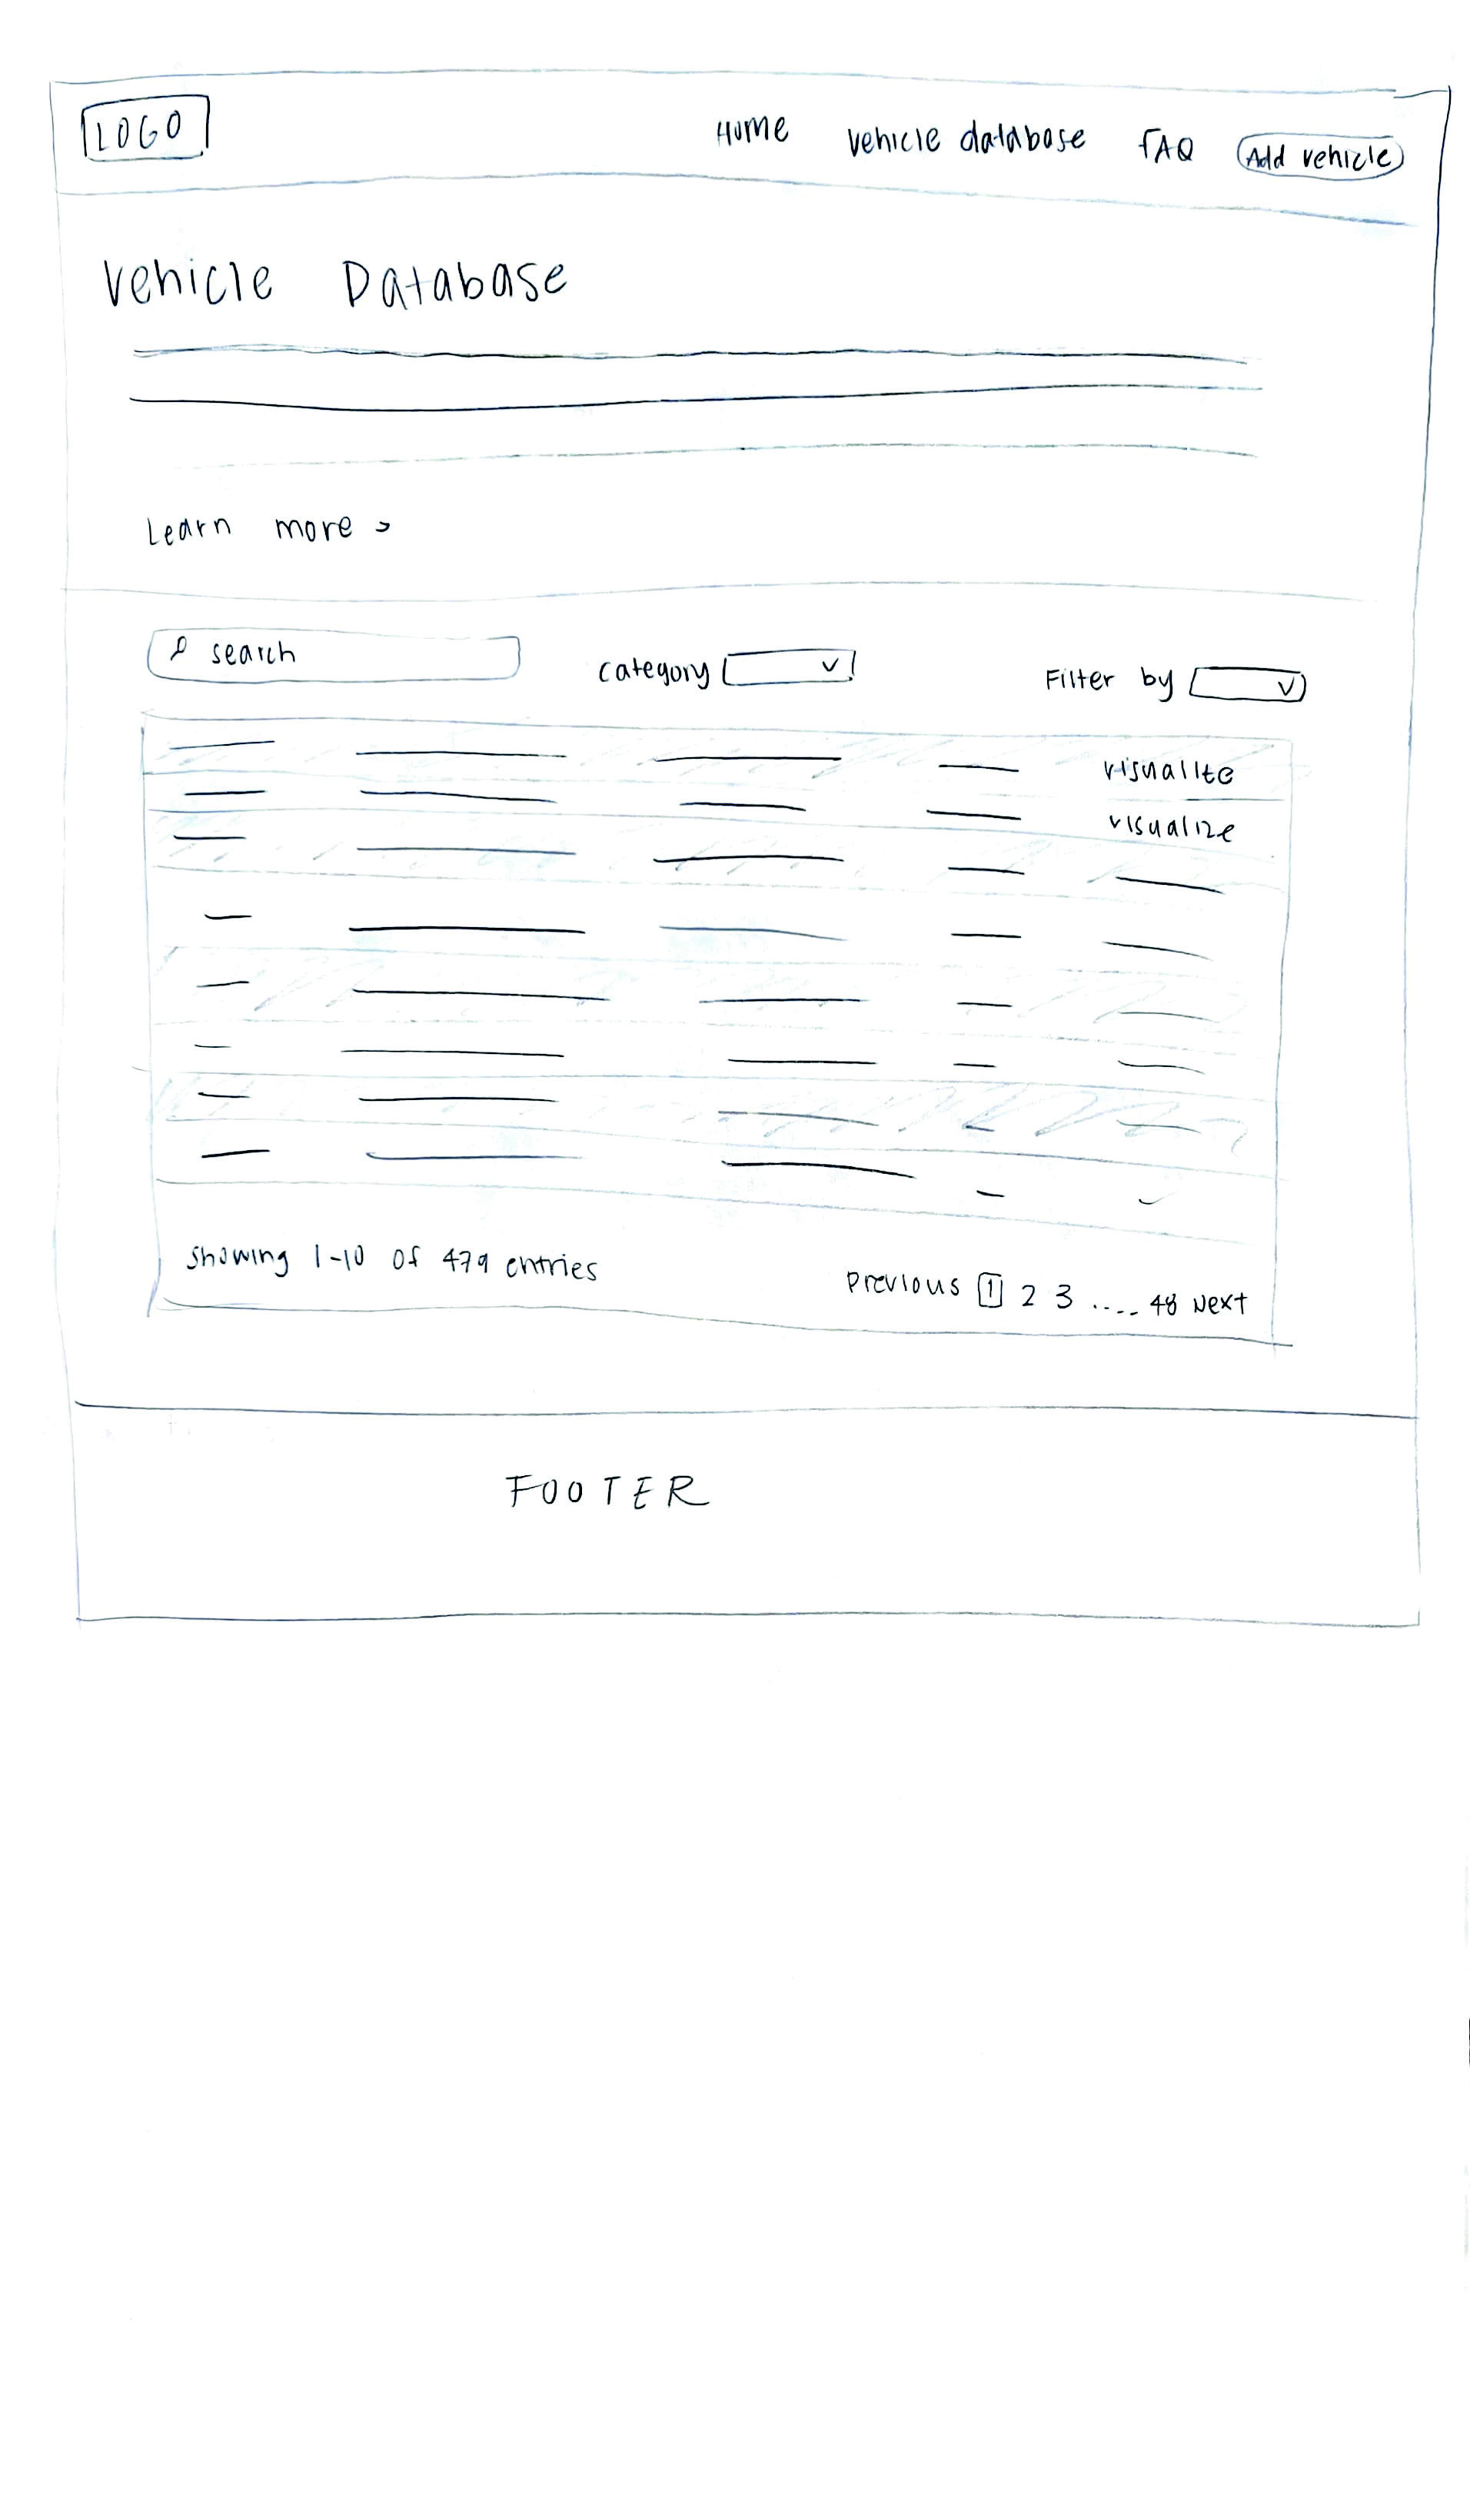 LOGO
Home vehicle database FAQ Add vehicle
Vehicle Database
Learn more >
search category Filter by
visualize
visualize
showing 1-10 of 479 entries
Previous 1 2 3 .... 48 Next
FOOTER